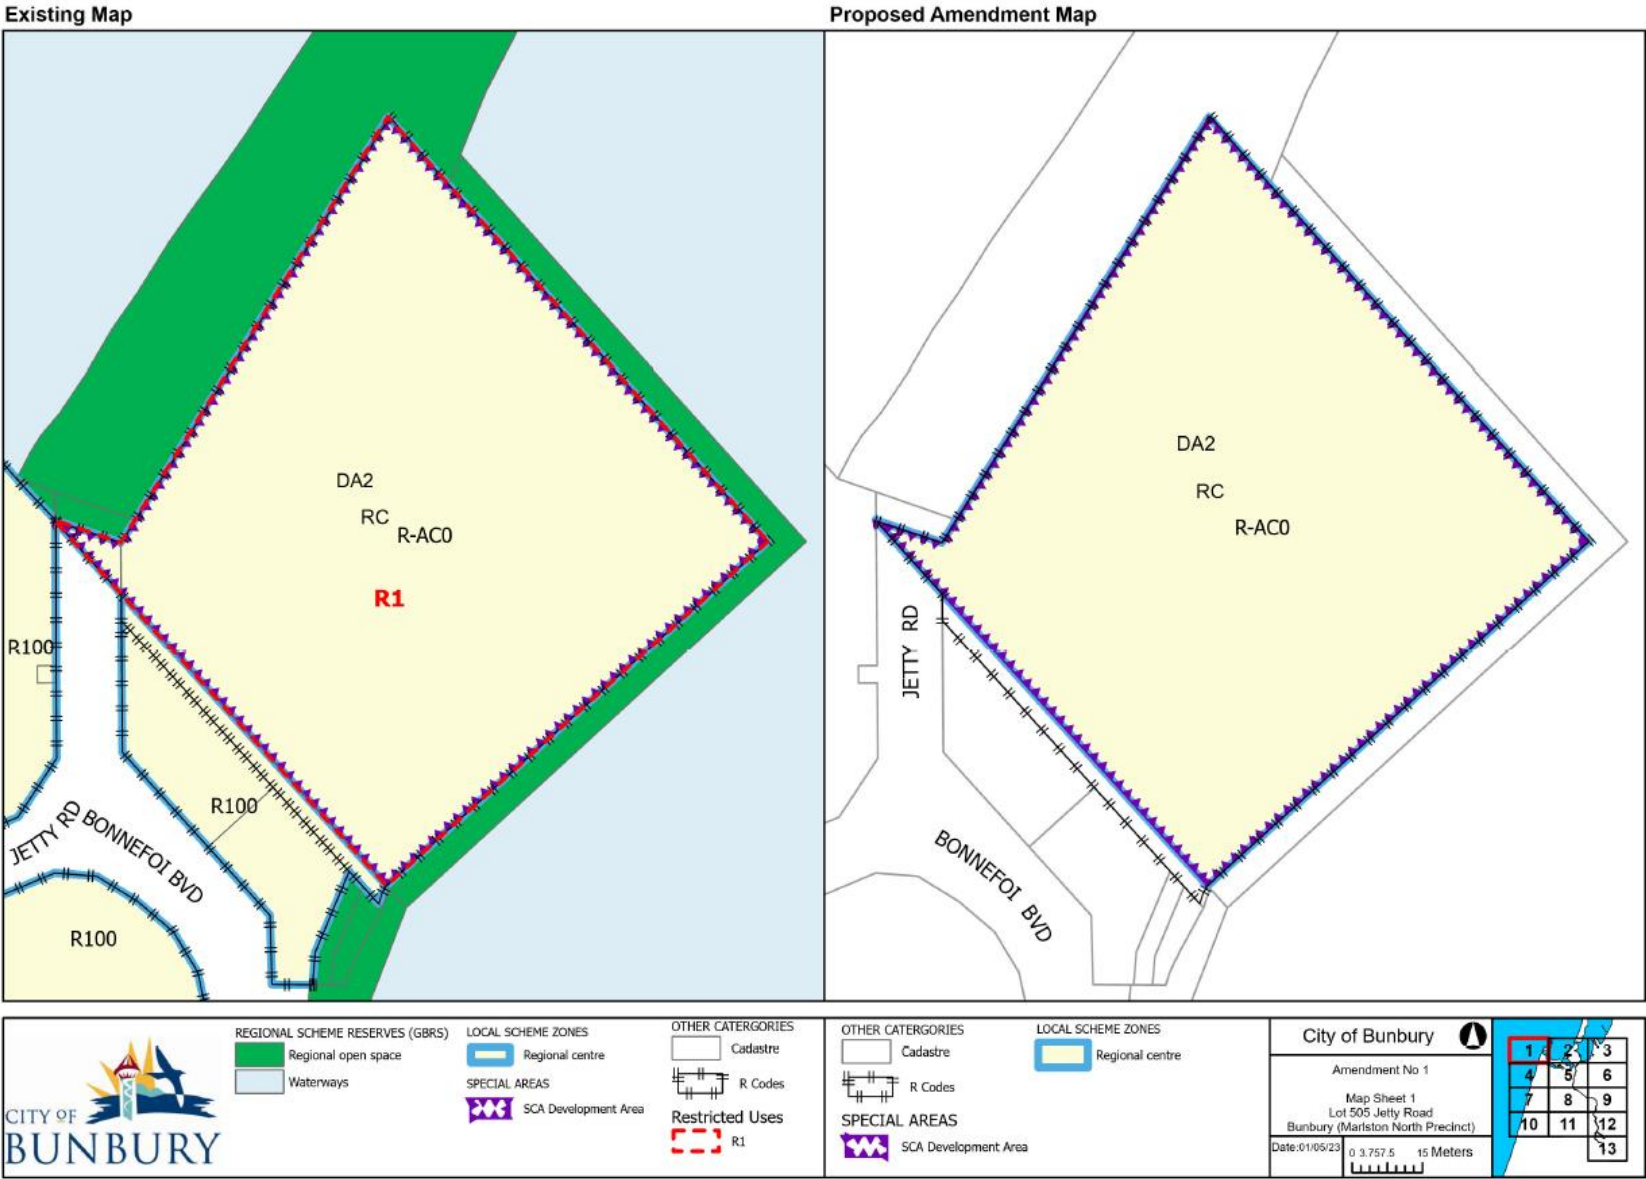 Existing Map
Proposed Amendment Map
DA2
RC
R-AC0
R1
R100
R100
JETTY RD
BONNEFOI BVD
R100
DA2
RC
R-AC0
JETTY RD
BONNEFOI BVD
CITY OF
BUNBURY
REGIONAL SCHEME RESERVES (GBRS)
Regional open space
Waterways
LOCAL SCHEME ZONES
Regional centre
SPECIAL AREAS
SCA Development Area
OTHER CATERGORIES
Cadastre
R Codes
Restricted Uses
R1
OTHER CATERGORIES
Cadastre
R Codes
SPECIAL AREAS
SCA Development Area
LOCAL SCHEME ZONES
Regional centre
City of Bunbury
Amendment No 1
Map Sheet 1
Lot 505 Jetty Road
Bunbury (Marlston North Precinct)
Date:01/05/23
0 3.757.5 15 Meters
1 2 3
4 5 6
7 8 9
10 11 12
13